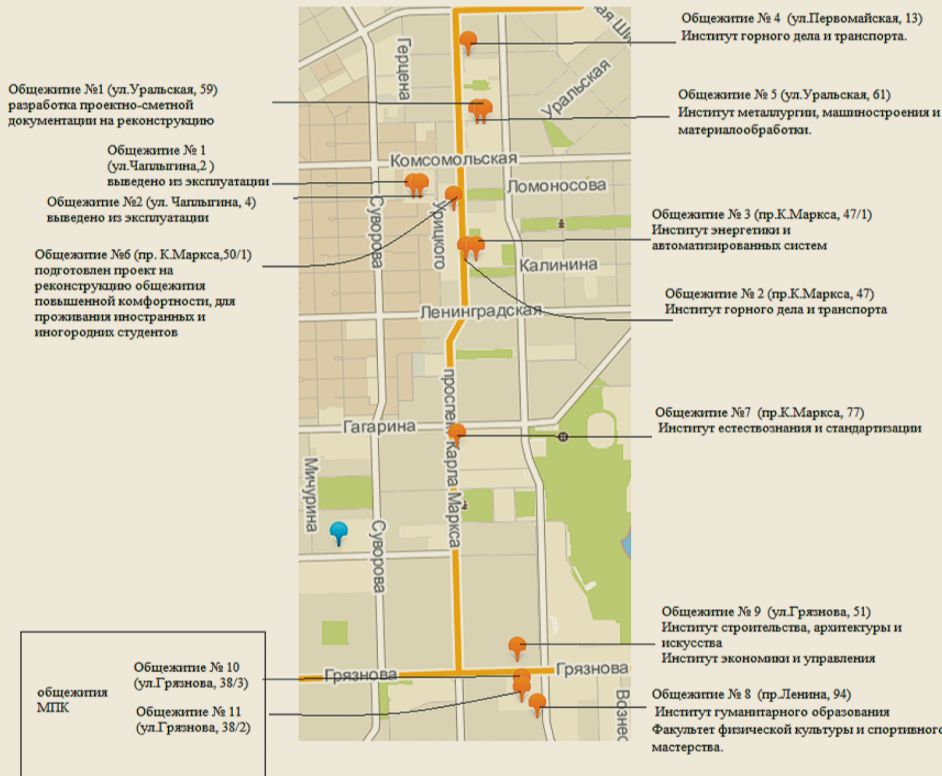 Общежитие №1 (ул.Уральская, 59)
разработка проектно-сметной
документации на реконструкцию
Общежитие № 1
(ул.Чаплыгина,2 )
выведено из эксплуатации
Общежитие №2 (ул. Чаплыгина, 4)
выведено из эксплуатации
Общежитие №6 (пр. К.Маркса,50/1)
подготовлен проект на
реконструкцию общежития
повышенной комфортности, для
проживания иностранных и
иногородних студентов
общежития
МПК
Общежитие № 10
(ул.Грязнова, 38/3)
Общежитие № 11
(ул.Грязнова, 38/2)
Герцена
Уральская
Комсомольская
Ломоносова
Суворова
Урицкого
Калинина
Ленинградская
проспект Карла Маркса
Гагарина
Мичурина
Суворова
Грязнова
Грязнова
Общежитие № 4 (ул.Первомайская, 13)
Институт горного дела и транспорта.
Общежитие № 5 (ул.Уральская, 61)
Институт металлургии, машиностроения и
материалообработки.
Общежитие № 3 (пр.К.Маркса, 47/1)
Институт энергетики и
автоматизированных систем
Общежитие № 2 (пр.К.Маркса, 47)
Институт горного дела и транспорта
Общежитие №7 (пр.К.Маркса, 77)
Институт естествознания и стандартизации
Общежитие № 9 (ул.Грязнова, 51)
Институт строительства, архитектуры и
искусства
Институт экономики и управления
Общежитие № 8 (пр.Ленина, 94)
Институт гуманитарного образования
Факультет физической культуры и спортивного
мастерства.